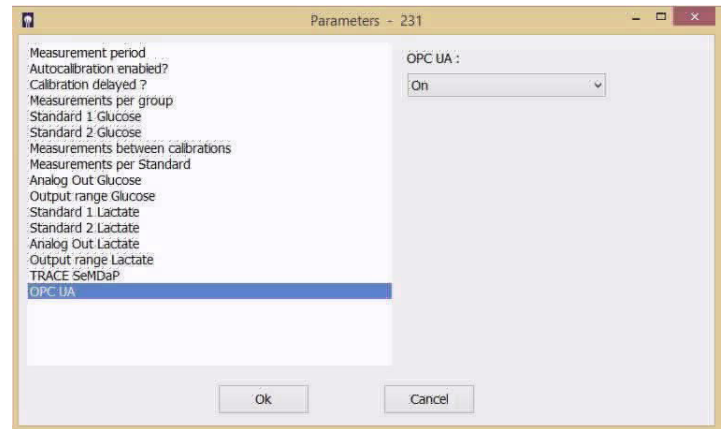 Parameters - 231
Measurement period
Autocalibration enabled?
Calibration delayed ?
Measurements per group
Standard 1 Glucose
Standard 2 Glucose
Measurements between calibrations
Measurements per Standard
Analog Out Glucose
Output range Glucose
Standard 1 Lactate
Standard 2 Lactate
Analog Out Lactate
Output range Lactate
TRACE SeMDaP
OPC UA
OPC UA :
On
Ok
Cancel